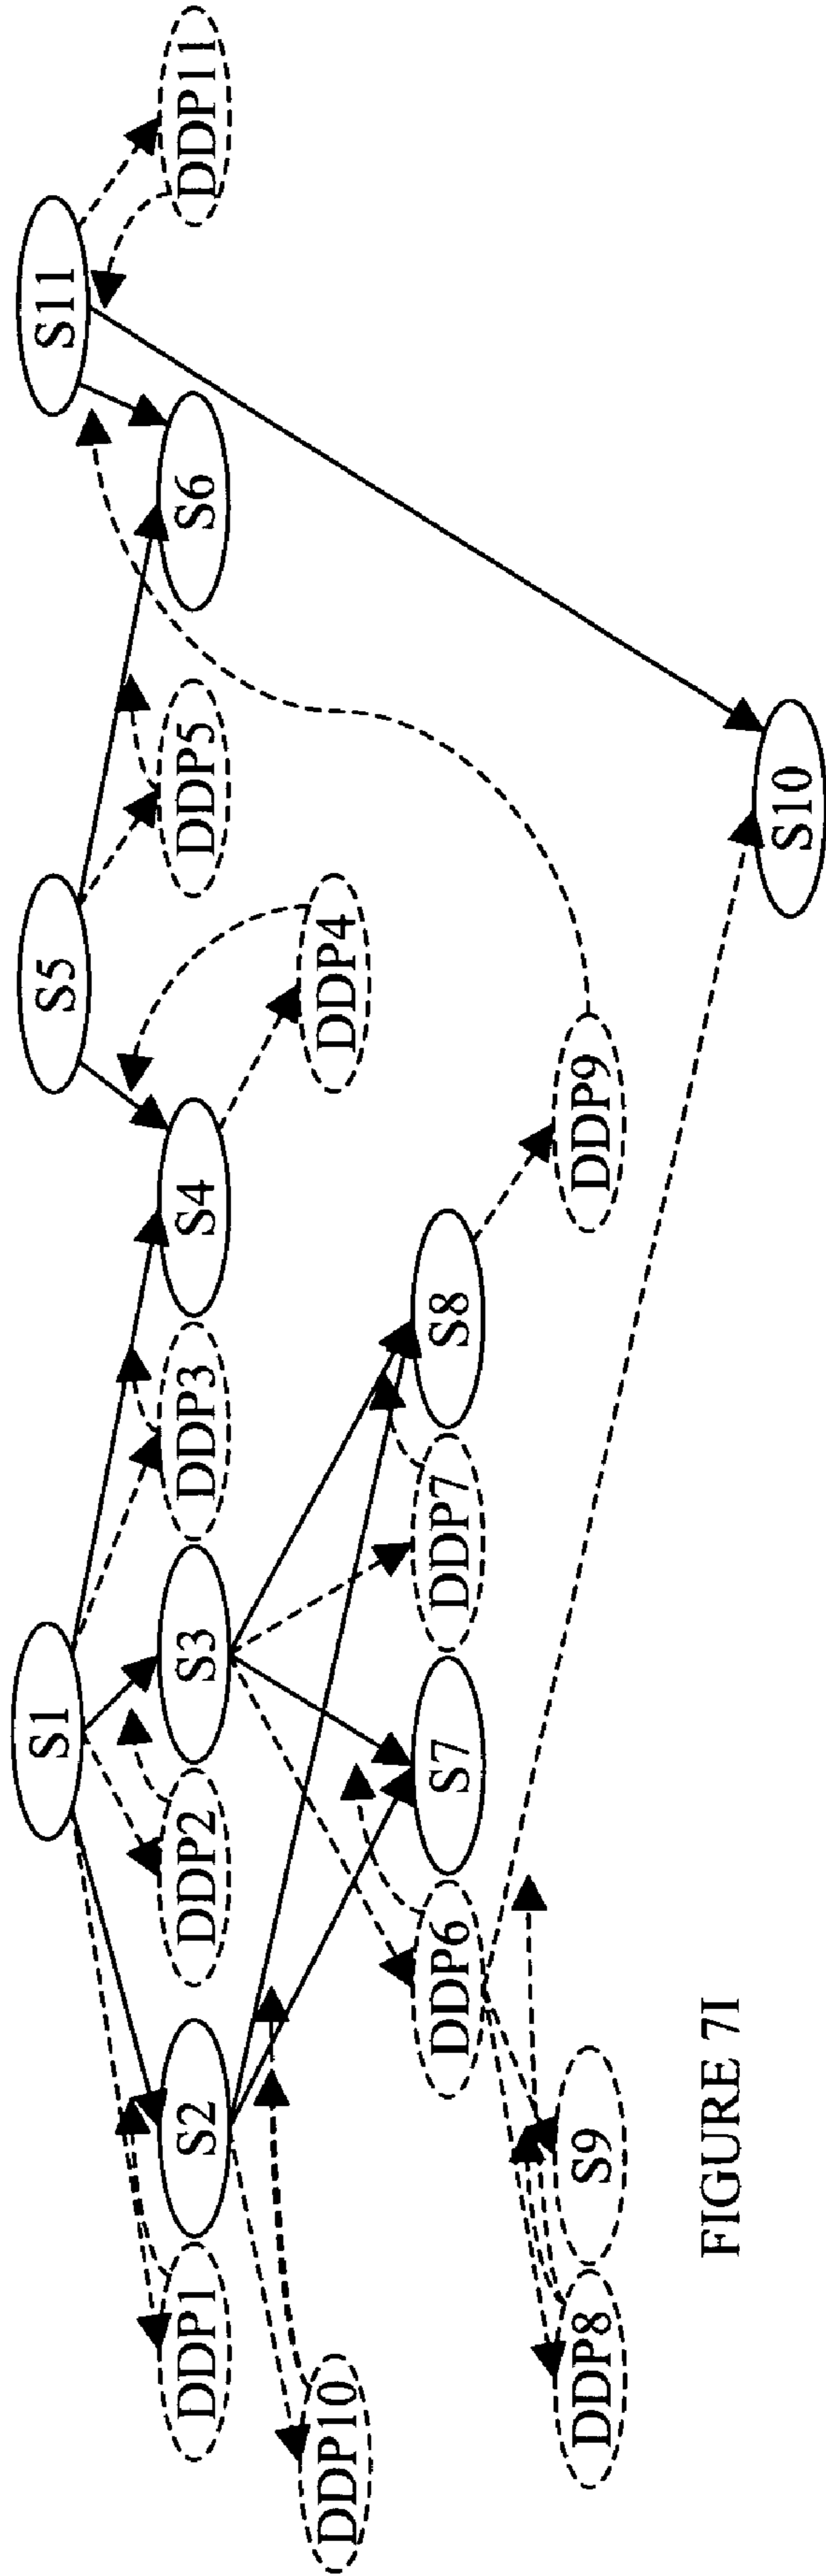 S1
S5
S11
DDP1
S2
DDP2
S3
DDP3
S4
DDP5
S6
DDP11
DDP10
DDP4
DDP6
S7
DDP7
S8
DDP8
S9
DDP9
S10
FIGURE 7I